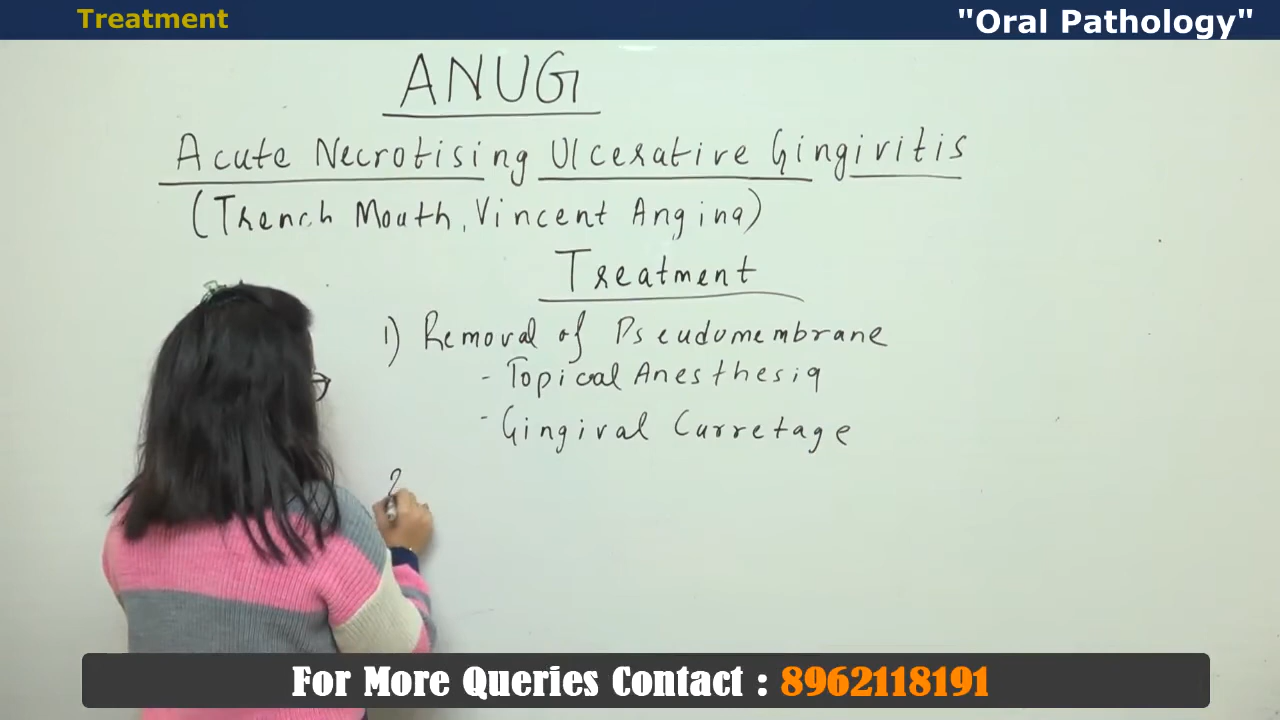 Treatment
"Oral Pathology"
ANUG
Acute Necrotising Ulcerative Gingivitis
(Trench Mouth, Vincent Angina)
Treatment
1) Removal of Pseudomembrane
- Topical Anesthesia
- Gingival Curretage
2
For More Queries Contact : 8962118191